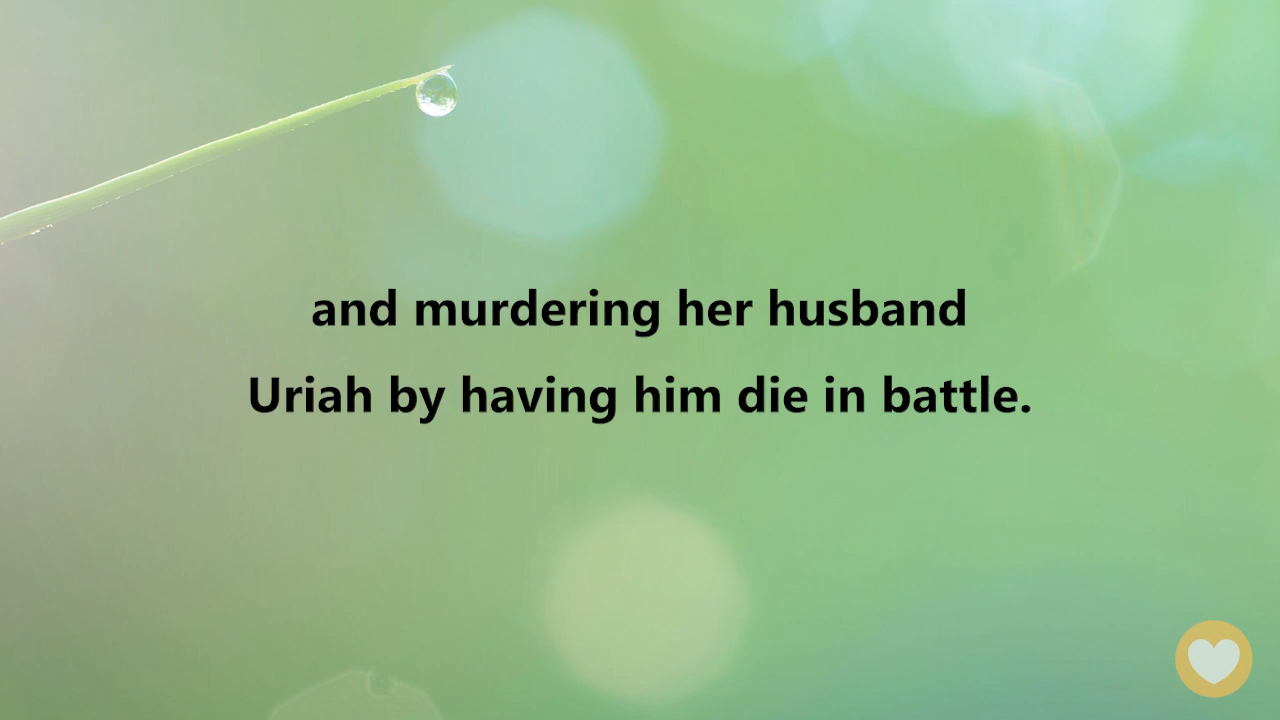 and murdering her husband
Uriah by having him die in battle.